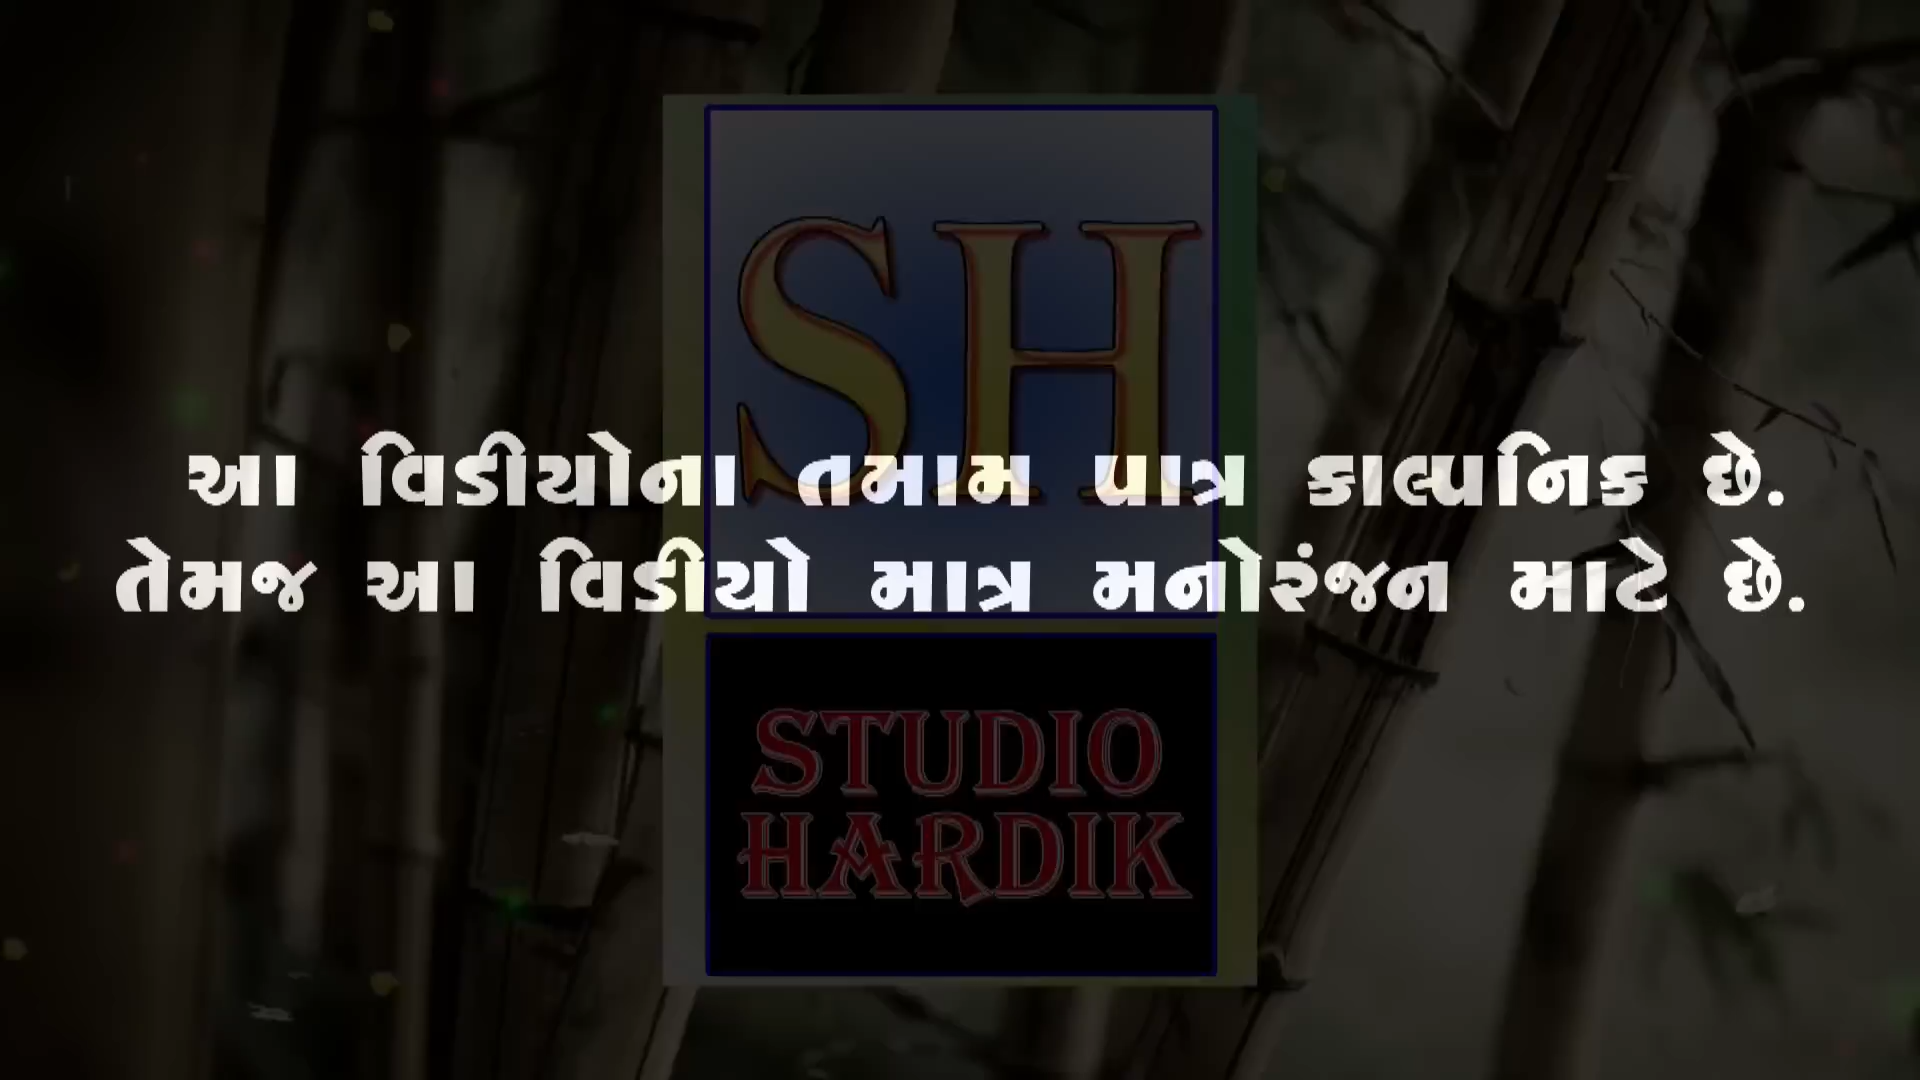 SH
આ વિડીયોના તમામ પાત્ર કાલ્પનિક છે.
તેમજ આ વિડીયો માત્ર મનોરંજન માટે છે.
STUDIO
HARDIK